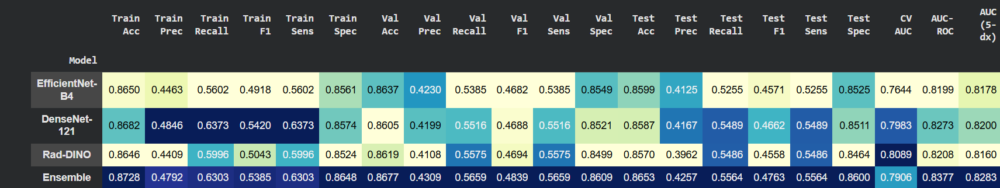 Train Acc Train Prec Train Recall Train F1 Train Sens Train Spec Val Acc Val Prec Val Recall Val F1 Val Sens Val Spec Test Acc Test Prec Test Recall Test F1 Test Sens Test Spec CV AUC AUC-ROC AUC (5-dx)
Model
EfficientNet-B4 0.8650 0.4463 0.5602 0.4918 0.5602 0.8561 0.8637 0.4230 0.5385 0.4682 0.5385 0.8549 0.8599 0.4125 0.5255 0.4571 0.5255 0.8525 0.7644 0.8199 0.8178
DenseNet-121 0.8682 0.4846 0.6373 0.5420 0.6373 0.8574 0.8605 0.4199 0.5516 0.4688 0.5516 0.8521 0.8587 0.4167 0.5489 0.4662 0.5489 0.8511 0.7983 0.8273 0.8200
Rad-DINO 0.8646 0.4409 0.5996 0.5043 0.5996 0.8524 0.8619 0.4108 0.5575 0.4694 0.5575 0.8499 0.8570 0.3962 0.5486 0.4558 0.5486 0.8464 0.8089 0.8208 0.8160
Ensemble 0.8728 0.4792 0.6303 0.5385 0.6303 0.8648 0.8677 0.4309 0.5659 0.4839 0.5659 0.8609 0.8653 0.4257 0.5564 0.4763 0.5564 0.8600 0.7906 0.8377 0.8283